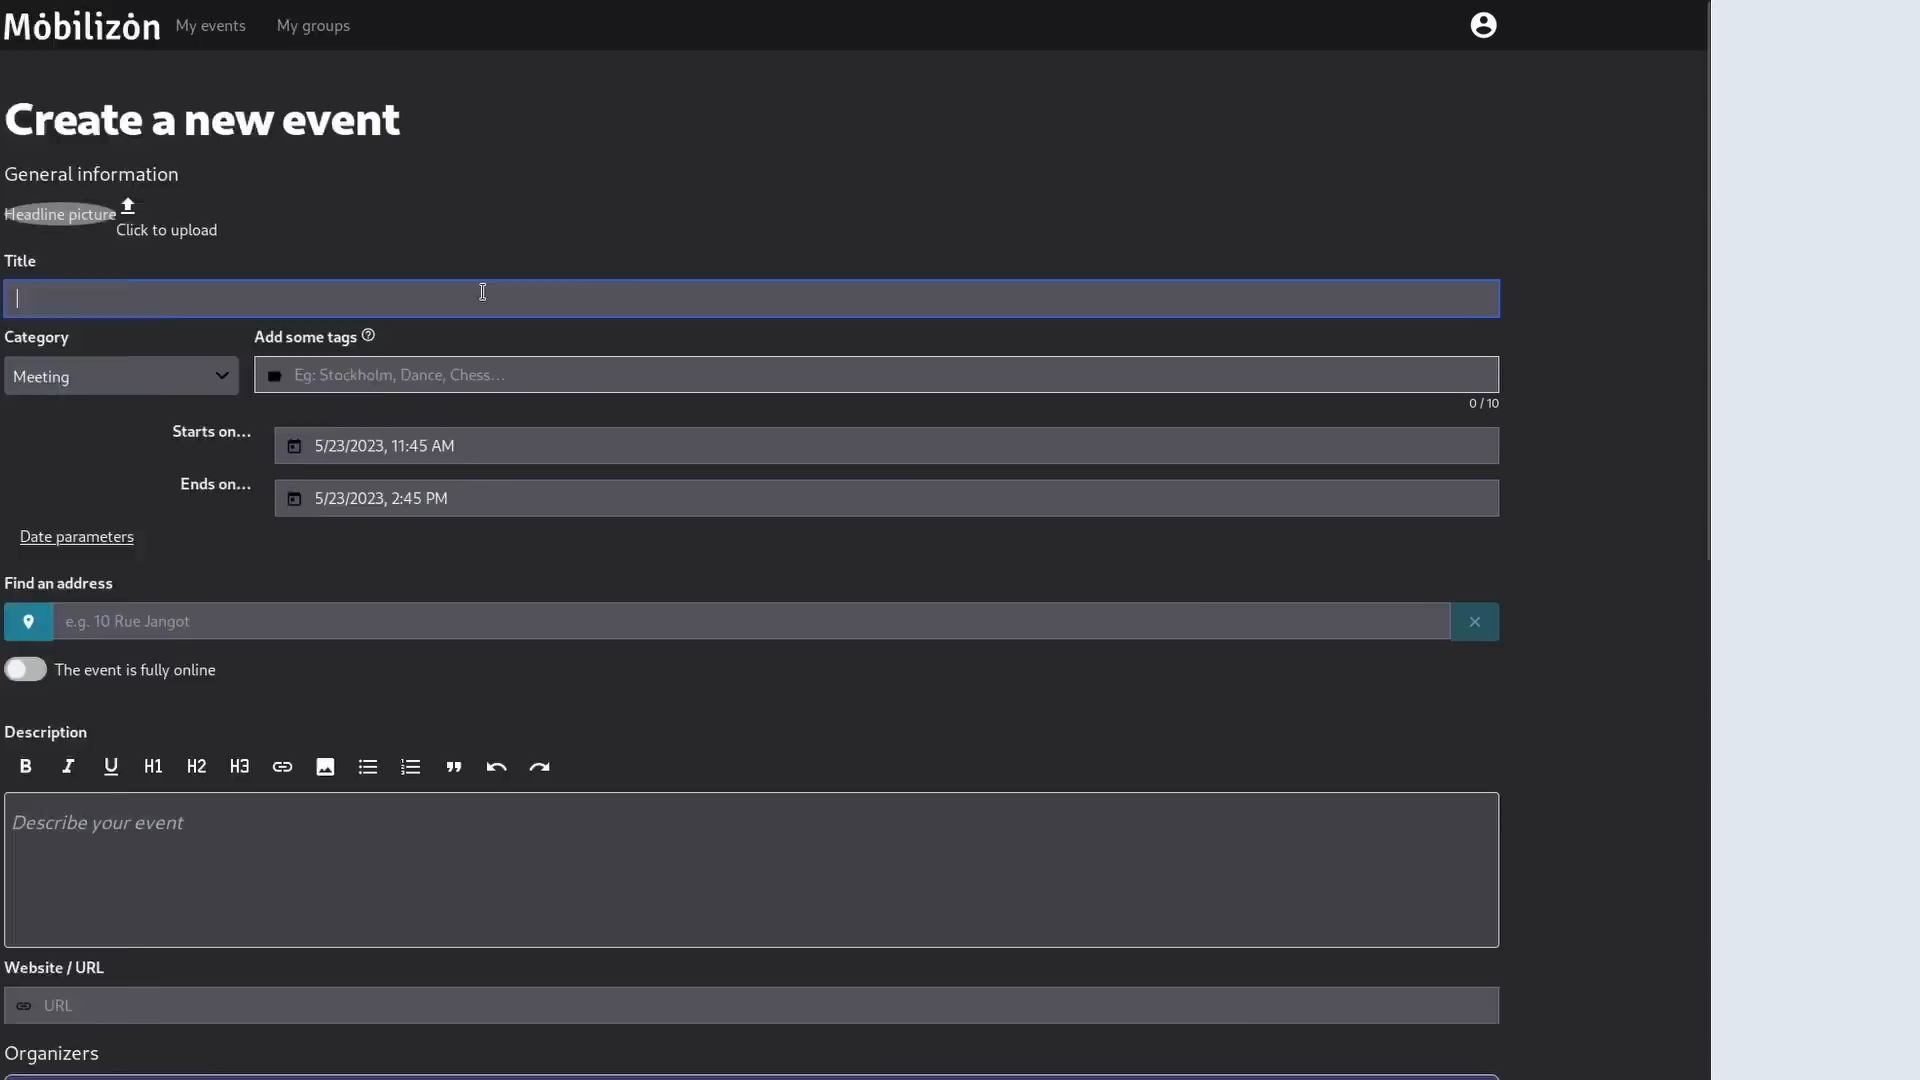 Mobilizon My events My groups
Create a new event
General information
Headline picture
Click to upload
Title
Category Add some tags
Meeting Eg: Stockholm, Dance, Chess...
0 / 10
Starts on... 5/23/2023, 11:45 AM
Ends on... 5/23/2023, 2:45 PM
Date parameters
Find an address
e.g. 10 Rue Jangot
The event is fully online
Description
B I U H1 H2 H3
Describe your event
Website / URL
URL
Organizers